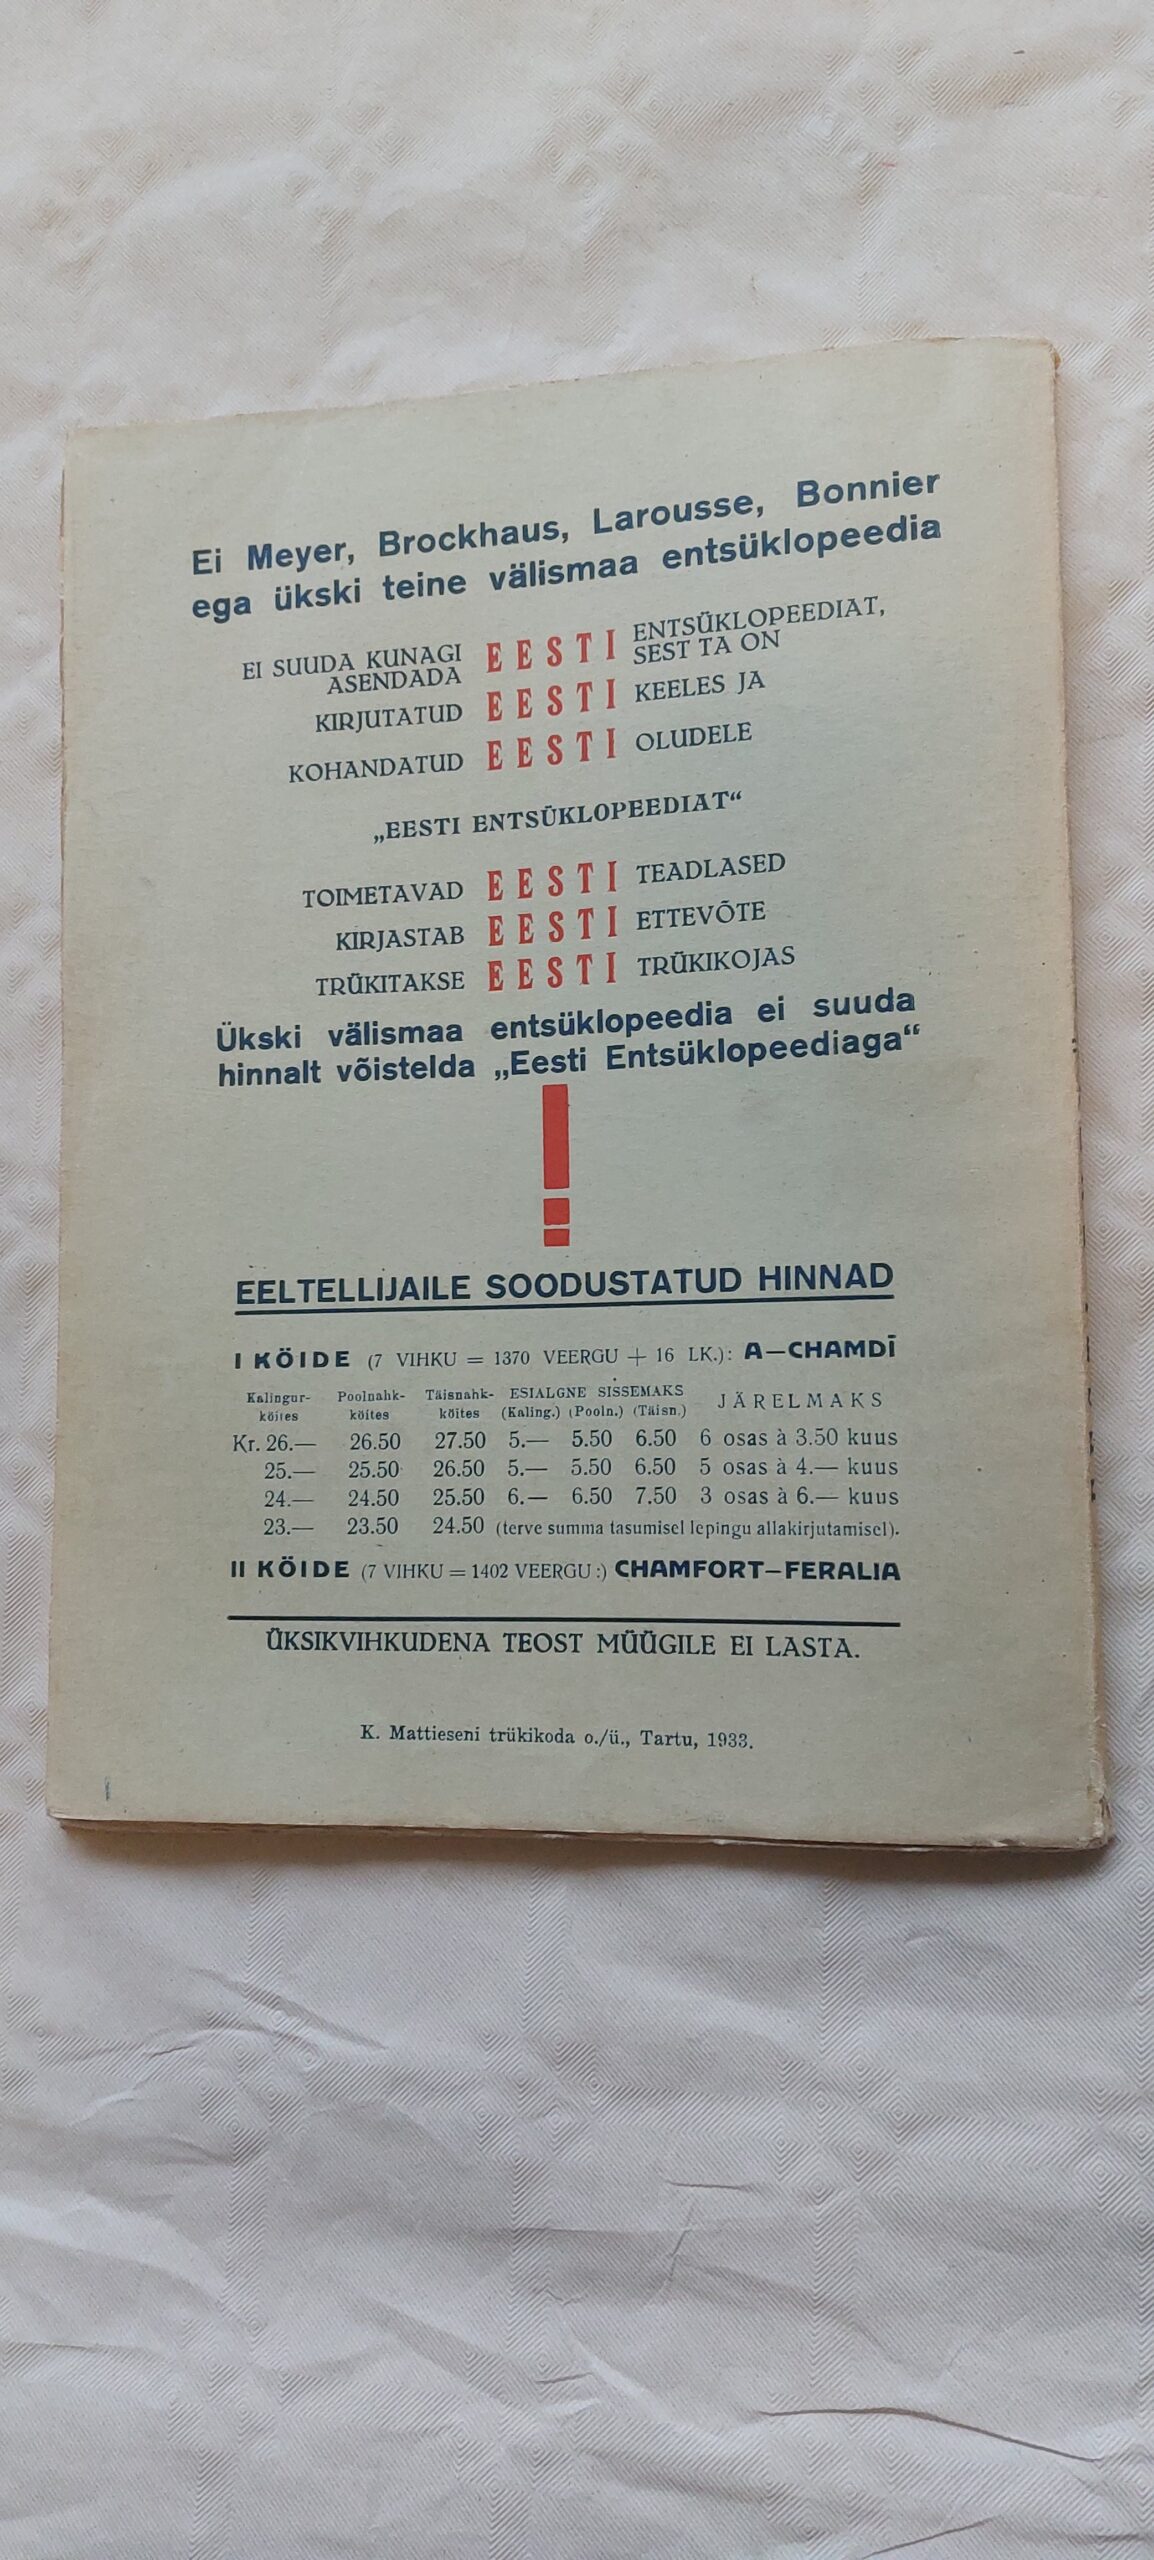 Ei Meyer, Brockhaus, Larousse, Bonnier
ega ükski teine välismaa entsüklopeedia
EI SUUDA KUNAGI ASENDADA EESTI ENTSÜKLOPEEDIAT, SEST TA ON
KIRJUTATUD EESTI KEELES JA
KOHANDATUD EESTI OLUDELE
„EESTI ENTSÜKLOPEEDIAT“
TOIMETAVAD EESTI TEADLASED
KIRJASTAB EESTI ETTEVÕTE
TRÜKITAKSE EESTI TRÜKIKOJAS
Ükski välismaa entsüklopeedia ei suuda
hinnalt võistelda „Eesti Entsüklopeediaga“
!
EELTELLIJAILE SOODUSTATUD HINNAD
I KÖIDE (7 VIHKU = 1370 VEERGU + 16 LK.): A—CHAMDĪ
Kalingur- Poolnahk- Täisnahk- ESIALGNE SISSEMAKS JÄRELMAKS
köites köites köites (Kaling.) (Pooln.) (Täisn.)
Kr. 26.— 26.50 27.50 5.— 5.50 6.50 6 osas à 3.50 kuus
25.— 25.50 26.50 5.— 5.50 6.50 5 osas à 4.— kuus
24.— 24.50 25.50 6.— 6.50 7.50 3 osas à 6.— kuus
23.— 23.50 24.50 (terve summa tasumisel lepingu allakirjutamisel).
II KÖIDE (7 VIHKU = 1402 VEERGU:) CHAMFORT—FERALIA
ÜKSIKVIHKUDENA TEOST MÜÜGILE EI LASTA.
K. Mattieseni trükikoda o./ü., Tartu, 1933.